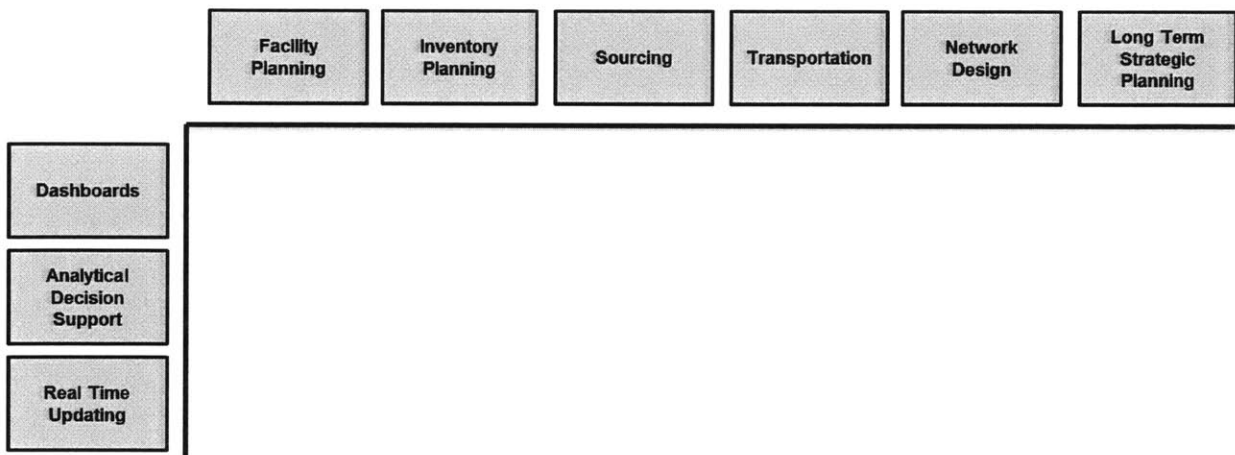 Facility
Planning
Inventory
Planning
Sourcing
Transportation
Network
Design
Long Term
Strategic
Planning
Dashboards
Analytical
Decision
Support
Real Time
Updating